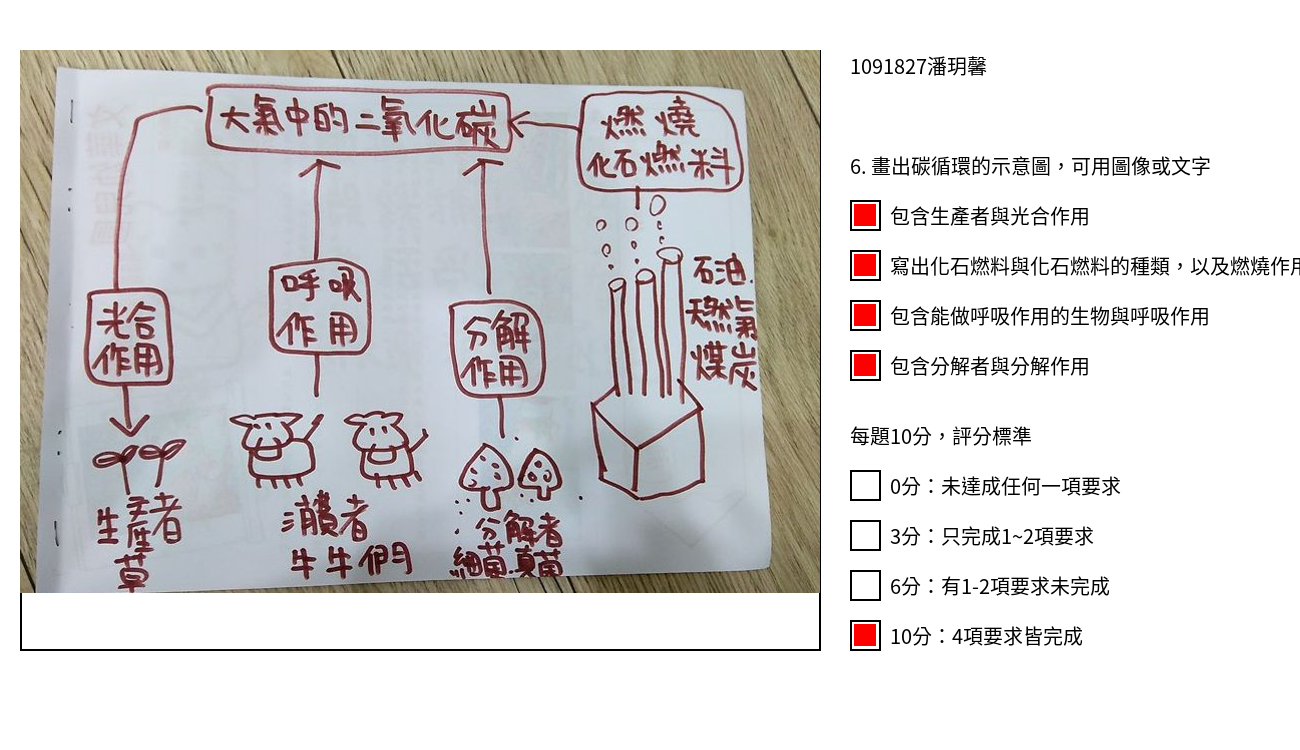 大氣中的二氧化碳
燃燒
化石燃料
石油
天然氣
煤炭
呼吸
作用
光合
作用
分解
作用
生產者
草
消費者
牛牛們
分解者
細菌.真菌
1091827潘玥馨
6. 畫出碳循環的示意圖，可用圖像或文字
包含生產者與光合作用
寫出化石燃料與化石燃料的種類，以及燃燒作用
包含能做呼吸作用的生物與呼吸作用
包含分解者與分解作用
每題10分，評分標準
0分：未達成任何一項要求
3分：只完成1~2項要求
6分：有1-2項要求未完成
10分：4項要求皆完成